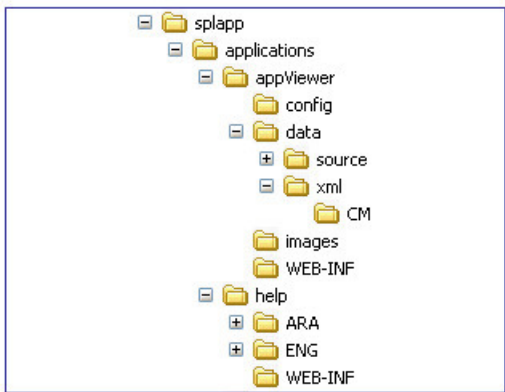 splapp
applications
appViewer
config
data
source
xml
CM
images
WEB-INF
help
ARA
ENG
WEB-INF